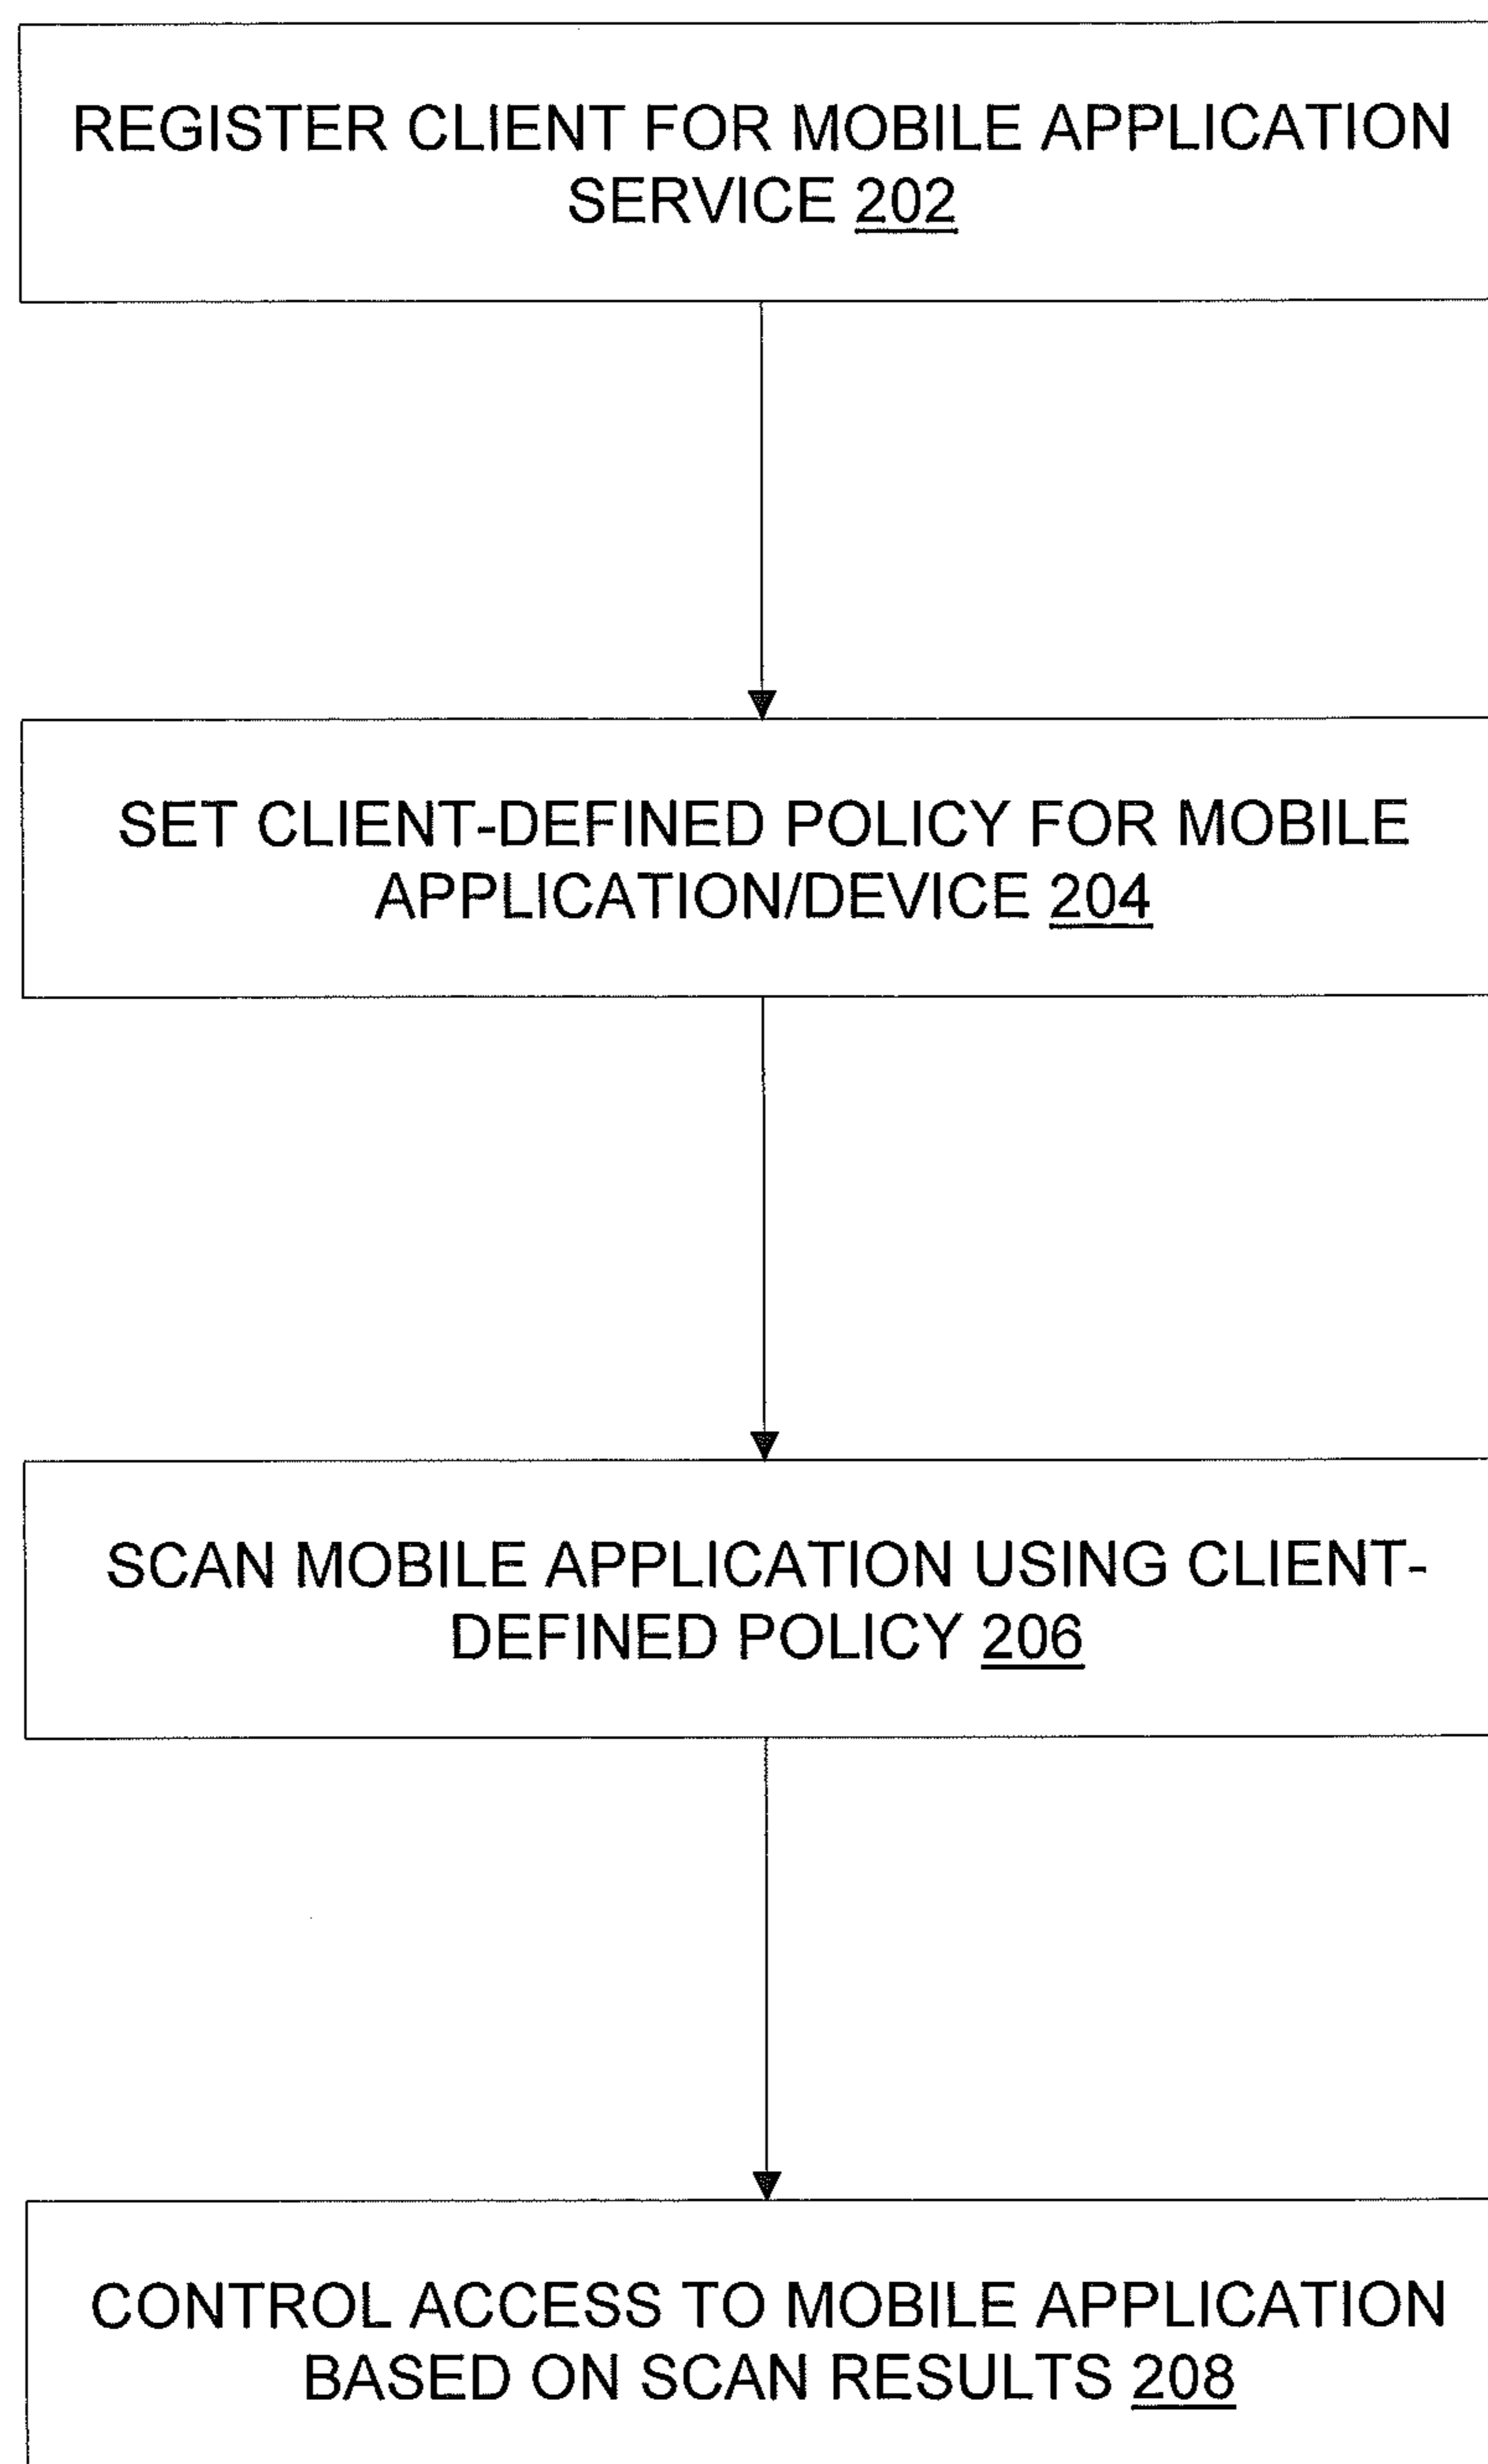 REGISTER CLIENT FOR MOBILE APPLICATION
SERVICE 202
SET CLIENT-DEFINED POLICY FOR MOBILE
APPLICATION/DEVICE 204
SCAN MOBILE APPLICATION USING CLIENT-
DEFINED POLICY 206
CONTROL ACCESS TO MOBILE APPLICATION
BASED ON SCAN RESULTS 208